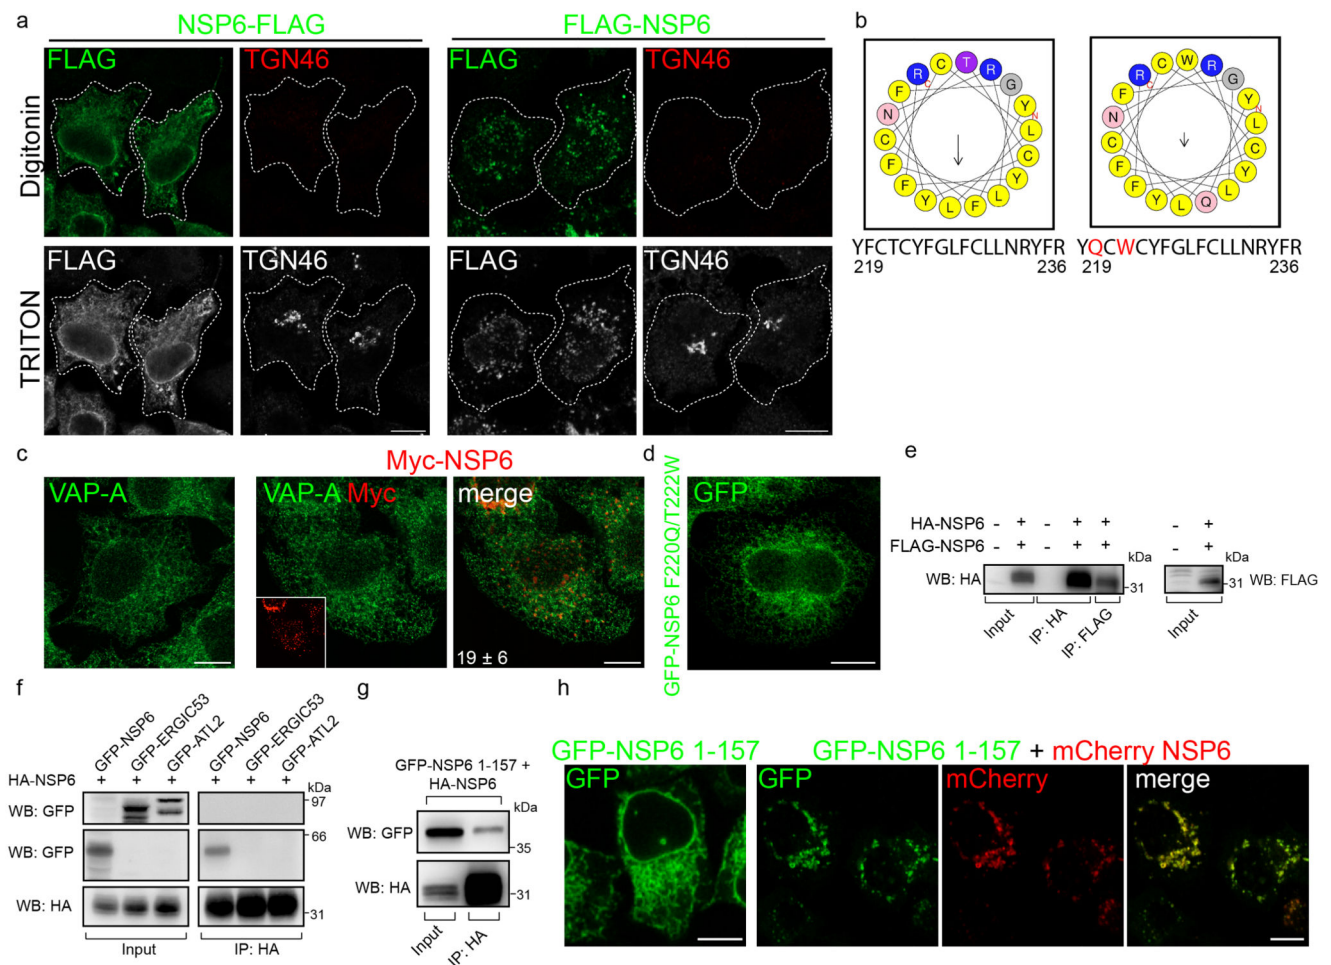 a
NSP6-FLAG
FLAG-NSP6
FLAG
TGN46
FLAG
TGN46
Digitonin
FLAG
TGN46
FLAG
TGN46
TRITON
b
R C T R G Y L C Y L F L Y F F C N F
C
N
YFCTCYFGLFCLLNRYFR
219 236
R C W R G Y L C Y L Q L Y F F C N F
C
N
YQCWCYFGLFCLLNRYFR
219 236
c
Myc-NSP6
VAP-A
VAP-A Myc
merge
19 ± 6
d
GFP-NSP6 F220Q/T222W
GFP
e
HA-NSP6 - + - + + - +
FLAG-NSP6 - + - + + - +
kDa
kDa
WB: HA
-31
-31 WB: FLAG
Input
IP: HA
IP: FLAG
Input
f
GFP-NSP6
GFP-ERGIC53
GFP-ATL2
GFP-NSP6
GFP-ERGIC53
GFP-ATL2
HA-NSP6 + + + + + +
kDa
WB: GFP
97
WB: GFP
66
WB: HA
31
Input
IP: HA
g
GFP-NSP6 1-157 +
HA-NSP6
kDa
WB: GFP
35
WB: HA
-31
Input
IP: HA
h
GFP-NSP6 1-157
GFP-NSP6 1-157 + mCherry NSP6
GFP
GFP
mCherry
merge